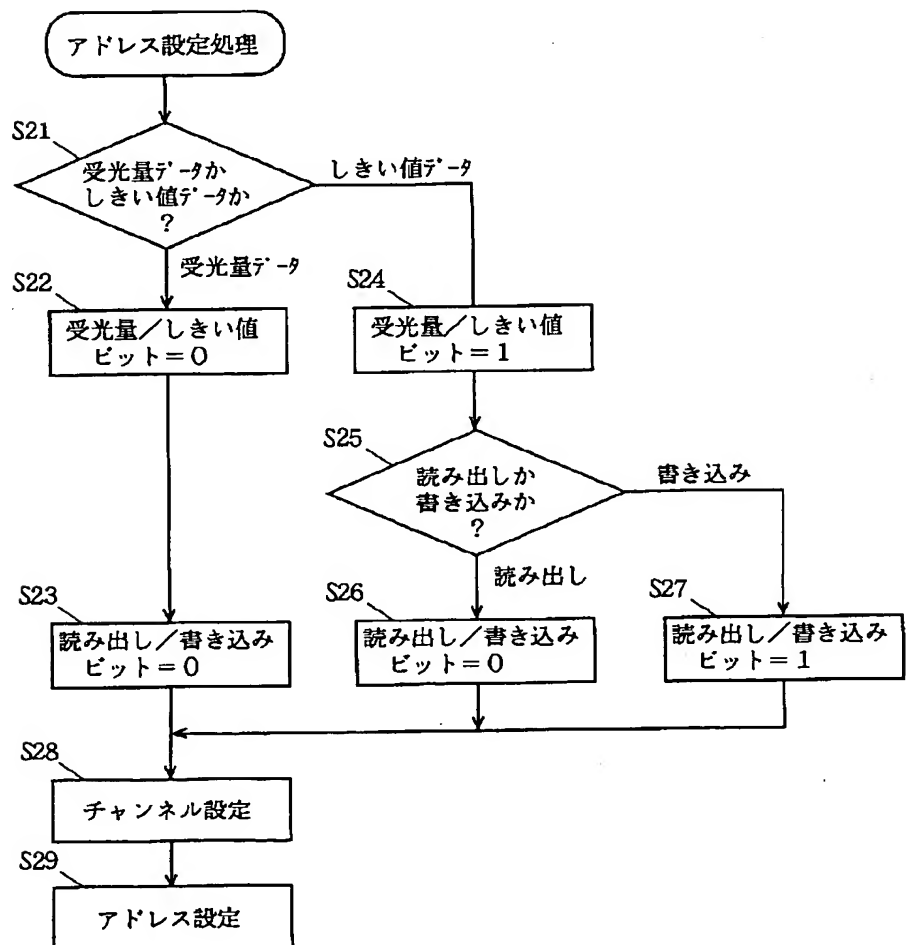 アドレス設定処理
S21
受光量データか
しきい値データか
?
しきい値データ
受光量データ
S22
受光量/しきい値
ビット=0
S24
受光量/しきい値
ビット=1
S25
読み出しか
書き込みか
?
書き込み
読み出し
S23
読み出し/書き込み
ビット=0
S26
読み出し/書き込み
ビット=0
S27
読み出し/書き込み
ビット=1
S28
チャンネル設定
S29
アドレス設定